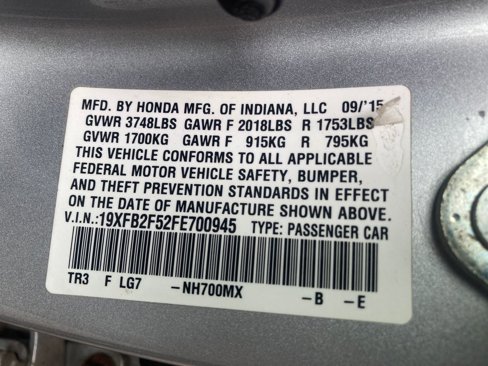 MFD. BY HONDA MFG. OF INDIANA, LLC 09/'15
GVWR 3748LBS GAWR F 2018LBS R 1753LBS
GVWR 1700KG GAWR F 915KG R 795KG
THIS VEHICLE CONFORMS TO ALL APPLICABLE
FEDERAL MOTOR VEHICLE SAFETY, BUMPER,
AND THEFT PREVENTION STANDARDS IN EFFECT
ON THE DATE OF MANUFACTURE SHOWN ABOVE.
V.I.N.:19XFB2F52FE700945 TYPE: PASSENGER CAR
TR3 F LG7 -NH700MX -B -E